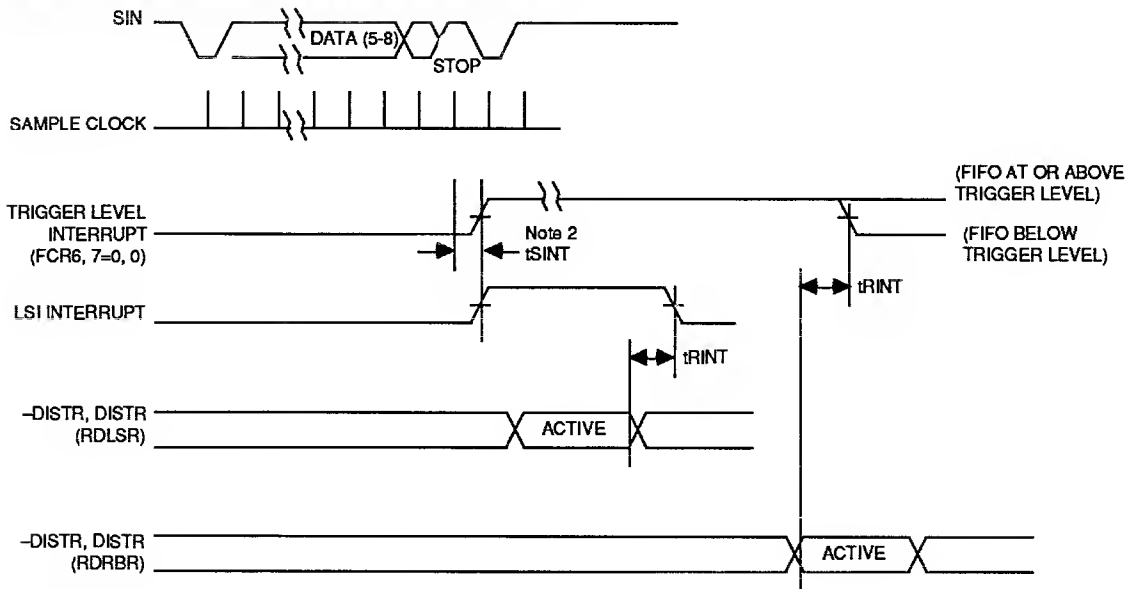 SIN
DATA (5-8)
STOP
SAMPLE CLOCK
(FIFO AT OR ABOVE
TRIGGER LEVEL)
TRIGGER LEVEL
INTERRUPT
(FCR6, 7=0, 0)
Note 2
tSINT
(FIFO BELOW
TRIGGER LEVEL)
tRINT
LSI INTERRUPT
tRINT
–DISTR, DISTR
(RDLSR)
ACTIVE
–DISTR, DISTR
(RDRBR)
ACTIVE